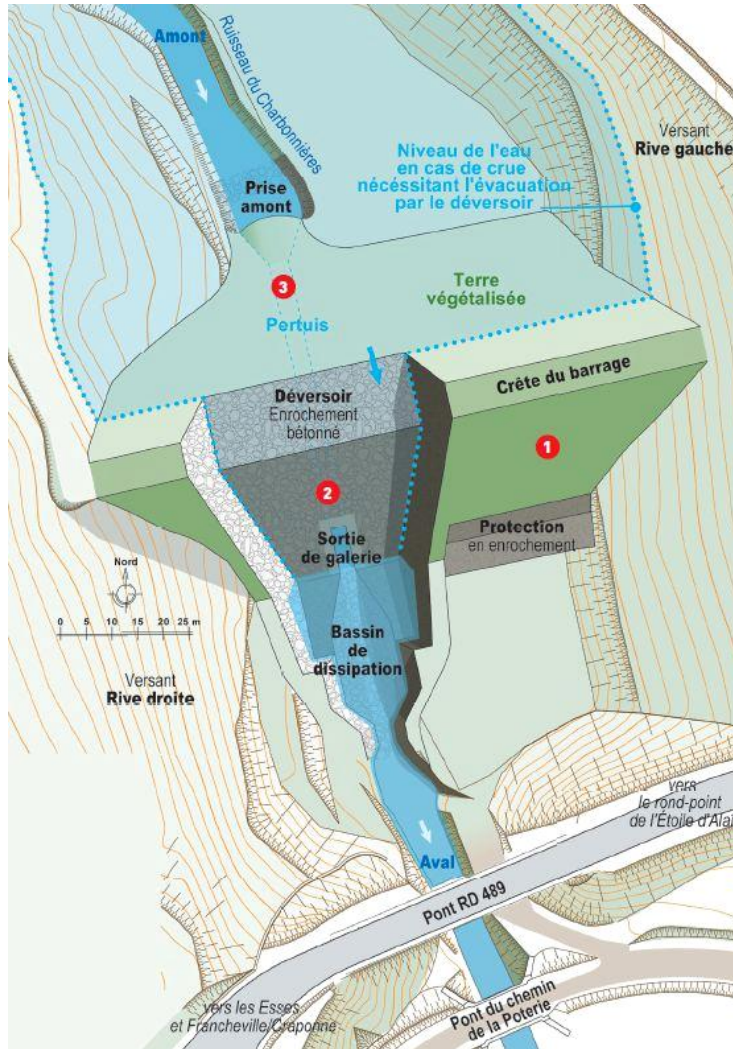 Amont
Ruisseau du Charbonnières
Versant
Rive gauche
Niveau de l'eau
en cas de crue
nécéssitant l'évacuation
par le déversoir
Prise
amont
3
Terre
végétalisée
Pertuis
Crête du barrage
Déversoir
Enrochement
bétonné
1
2
Sortie
de galerie
Protection
en enrochement
Nord
0 5 10 15 20 25 m
Bassin
de
dissipation
Versant
Rive droite
vers
le rond-point
de l'Étoile d'Alaï
Aval
Pont RD 489
vers les Esses
et Francheville/Craponne
Pont du chemin
de la Poterie